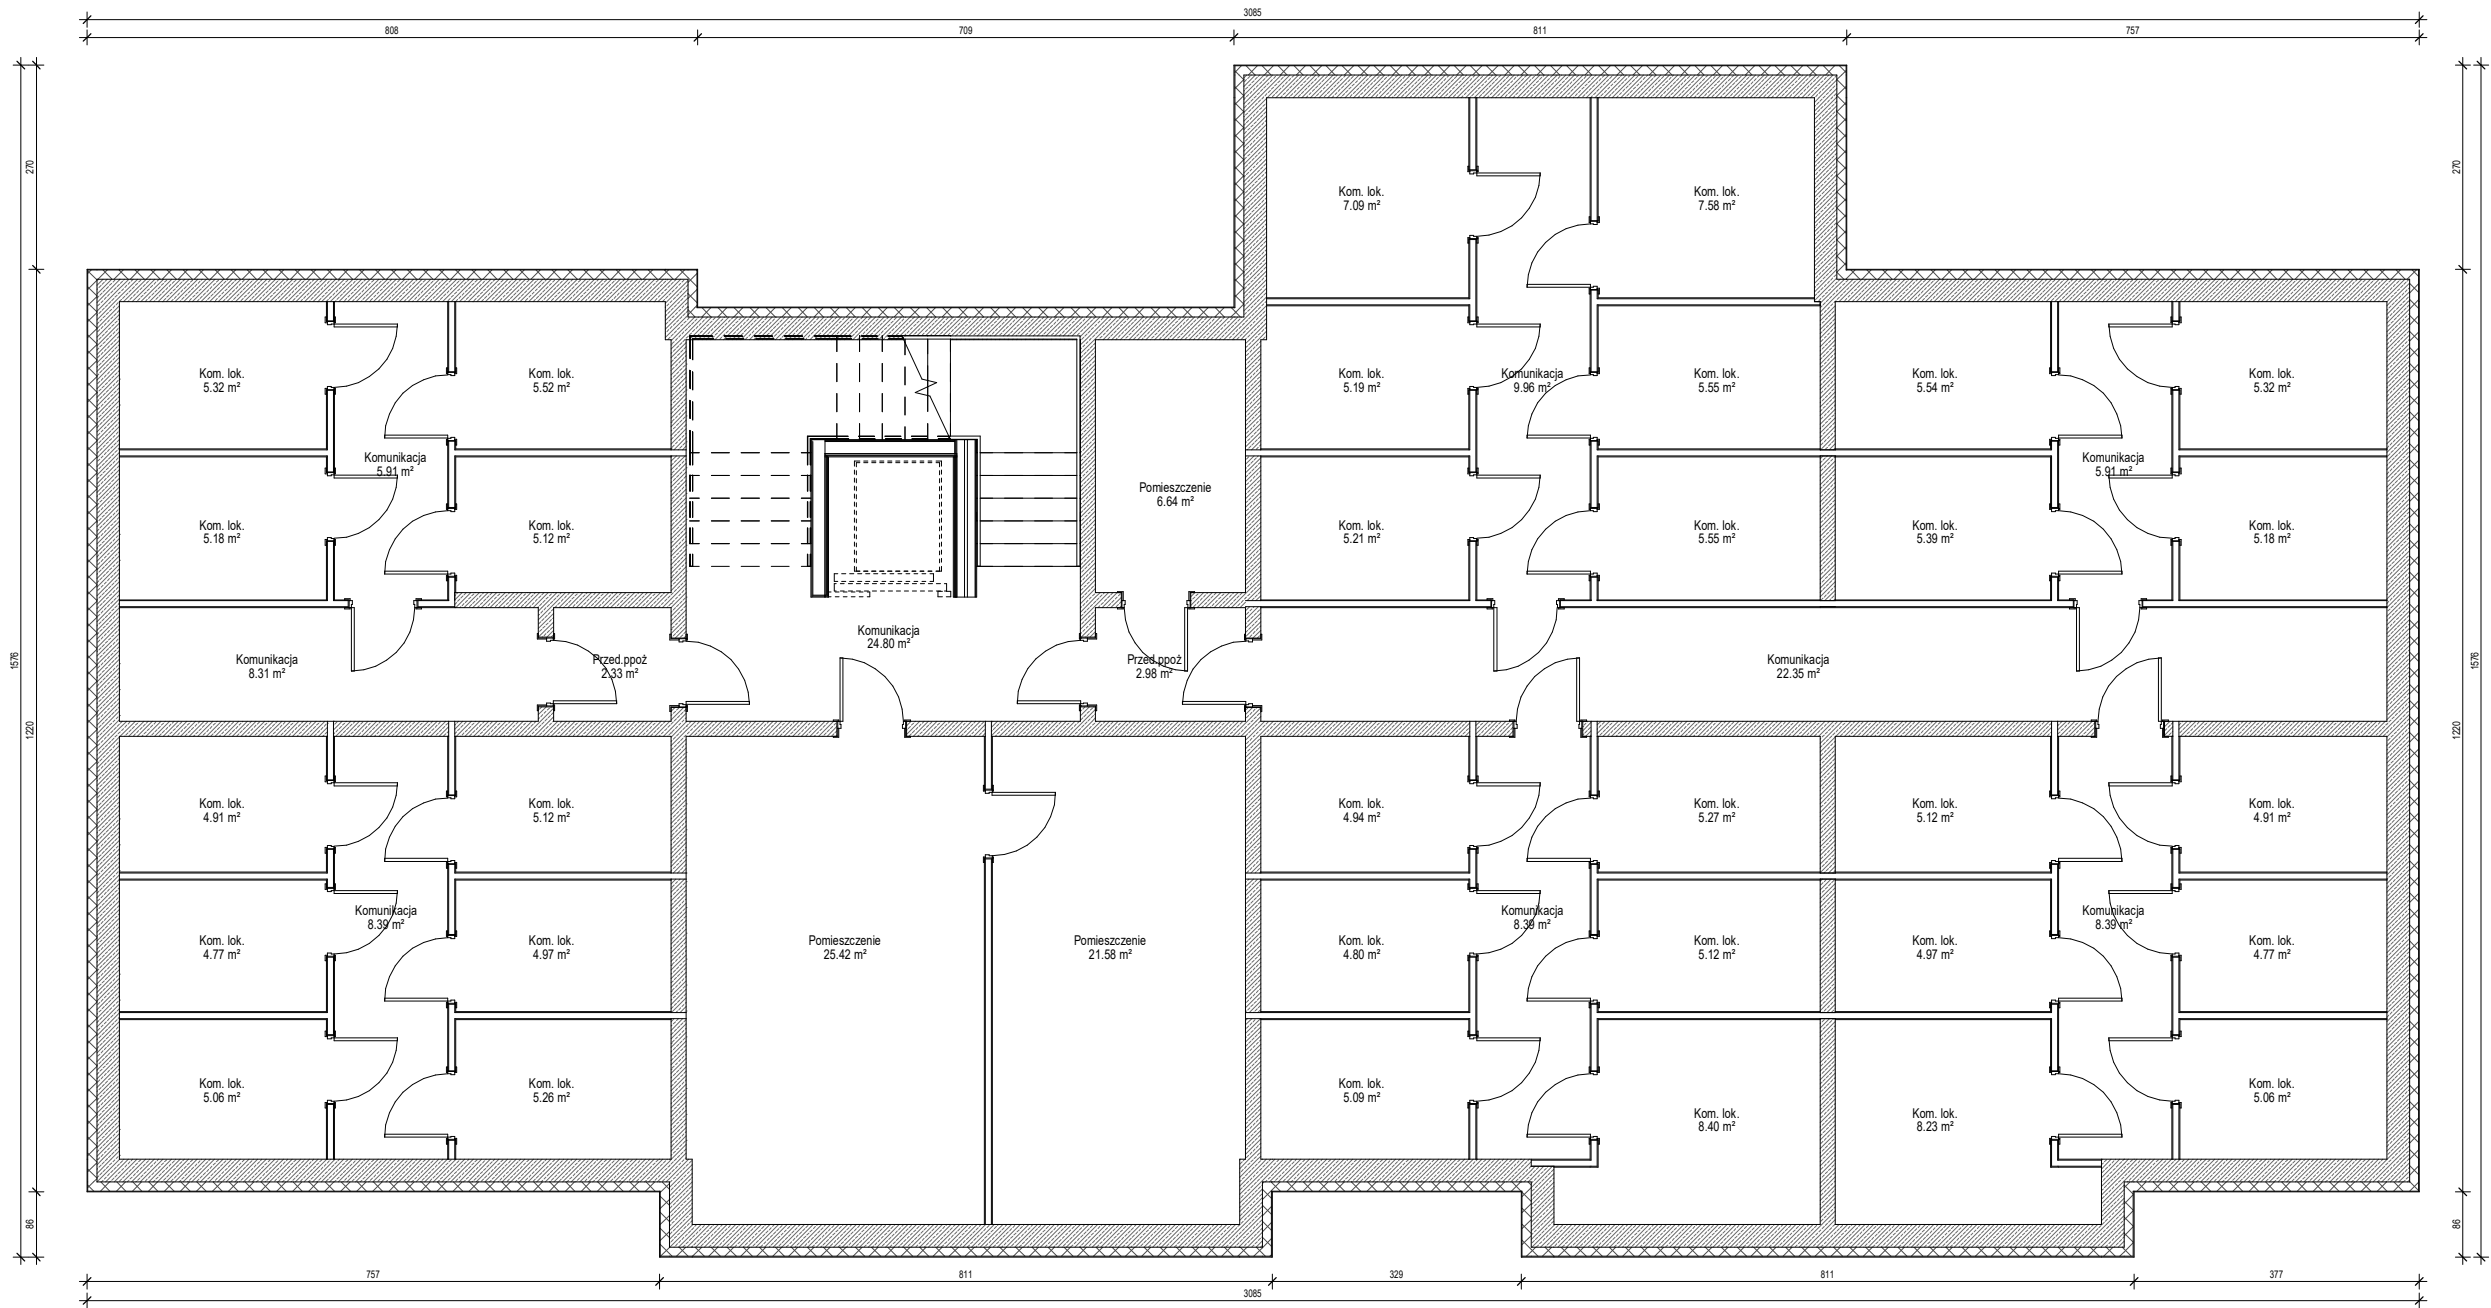 3085
808
709
811
757
270
270
Kom. lok.
7.09 m²
Kom. lok.
7.58 m²
Kom. lok.
5.32 m²
Kom. lok.
5.52 m²
Kom. lok.
5.19 m²
Komunikacja
9.96 m²
Kom. lok.
5.55 m²
Kom. lok.
5.54 m²
Kom. lok.
5.32 m²
Komunikacja
5.91 m²
Komunikacja
5.91 m²
Pomieszczenie
6.64 m²
Kom. lok.
5.18 m²
Kom. lok.
5.12 m²
Kom. lok.
5.21 m²
Kom. lok.
5.55 m²
Kom. lok.
5.39 m²
Kom. lok.
5.18 m²
Komunikacja
24.80 m²
Komunikacja
8.31 m²
Przed.ppoż
2.33 m²
Przed.ppoż
2.98 m²
Komunikacja
22.35 m²
1576
1220
1220
1576
Kom. lok.
4.91 m²
Kom. lok.
5.12 m²
Kom. lok.
4.94 m²
Kom. lok.
5.27 m²
Kom. lok.
5.12 m²
Kom. lok.
4.91 m²
Komunikacja
8.39 m²
Komunikacja
8.39 m²
Komunikacja
8.39 m²
Kom. lok.
4.77 m²
Kom. lok.
4.97 m²
Pomieszczenie
25.42 m²
Pomieszczenie
21.58 m²
Kom. lok.
4.80 m²
Kom. lok.
5.12 m²
Kom. lok.
4.97 m²
Kom. lok.
4.77 m²
Kom. lok.
5.06 m²
Kom. lok.
5.26 m²
Kom. lok.
5.09 m²
Kom. lok.
8.40 m²
Kom. lok.
8.23 m²
Kom. lok.
5.06 m²
86
86
757
811
329
811
377
3085